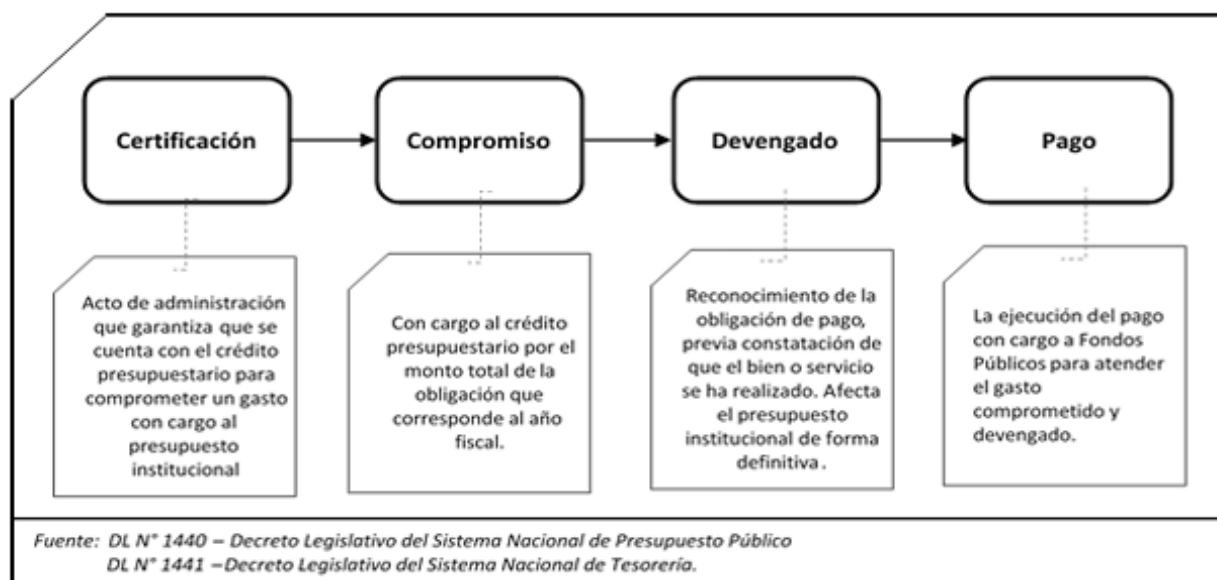 Certificación
Compromiso
Devengado
Pago
Acto de administración
que garantiza que se
cuenta con el crédito
presupuestario para
comprometer un gasto
con cargo al
presupuesto
institucional
Con cargo al crédito
presupuestario por el
monto total de la
obligación que
corresponde al año
fiscal.
Reconocimiento de la
obligación de pago,
previa constatación de
que el bien o servicio
se ha realizado. Afecta
el presupuesto
institucional de forma
definitiva .
La ejecución del pago
con cargo a Fondos
Públicos para atender
el gasto
comprometido y
devengado.
Fuente: DL N° 1440 – Decreto Legislativo del Sistema Nacional de Presupuesto Público
DL N° 1441 –Decreto Legislativo del Sistema Nacional de Tesorería.